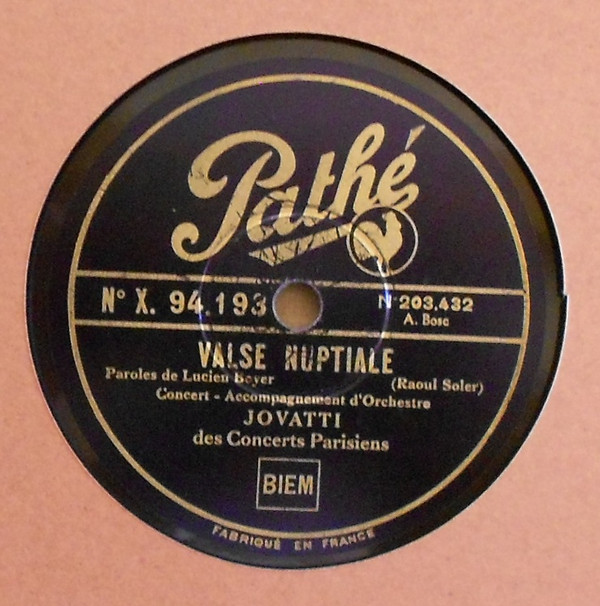 Pathé
N° X. 94.193
N° 203.432
A. Bosc
VALSE NUPTIALE
Paroles de Lucien Boyer
(Raoul Soler)
Concert - Accompagnement d'Orchestre
JOVATTI
des Concerts Parisiens
BIEM
FABRIQUÉ EN FRANCE